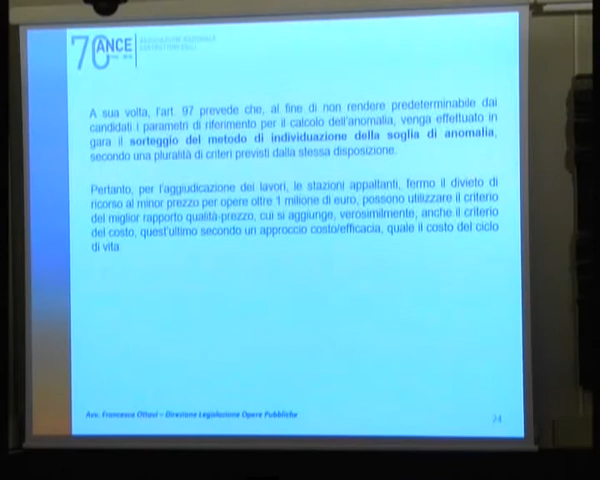 70 ANCE
ASSOCIAZIONE NAZIONALE
COSTRUTTORI EDILI
A sua volta, l'art. 97 prevede che, al fine di non rendere predeterminabile dai
candidati i parametri di riferimento per il calcolo dell'anomalia, venga effettuato in
gara il sorteggio del metodo di individuazione della soglia di anomalia,
secondo una pluralità di criteri previsti dalla stessa disposizione.
Pertanto, per l'aggiudicazione dei lavori, le stazioni appaltanti, fermo il divieto di
ricorso al minor prezzo per opere oltre 1 milione di euro, possono utilizzare il criterio
del miglior rapporto qualità-prezzo, cui si aggiunge, verosimilmente, anche il criterio
del costo, quest'ultimo secondo un approccio costo/efficacia, quale il costo del ciclo
di vita.
Avv. Francesca Ottavi – Direzione Legislazione Opere Pubbliche
24